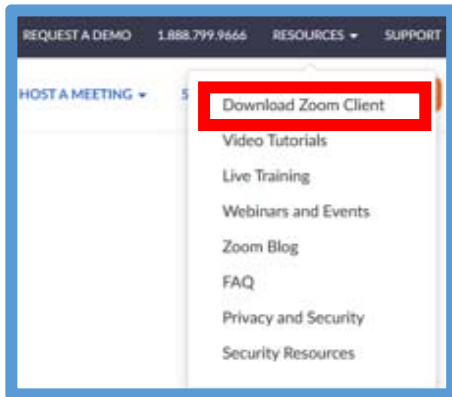 REQUEST A DEMO 1.888.799.9666 RESOURCES SUPPORT
HOST A MEETING S
Download Zoom Client
Video Tutorials
Live Training
Webinars and Events
Zoom Blog
FAQ
Privacy and Security
Security Resources